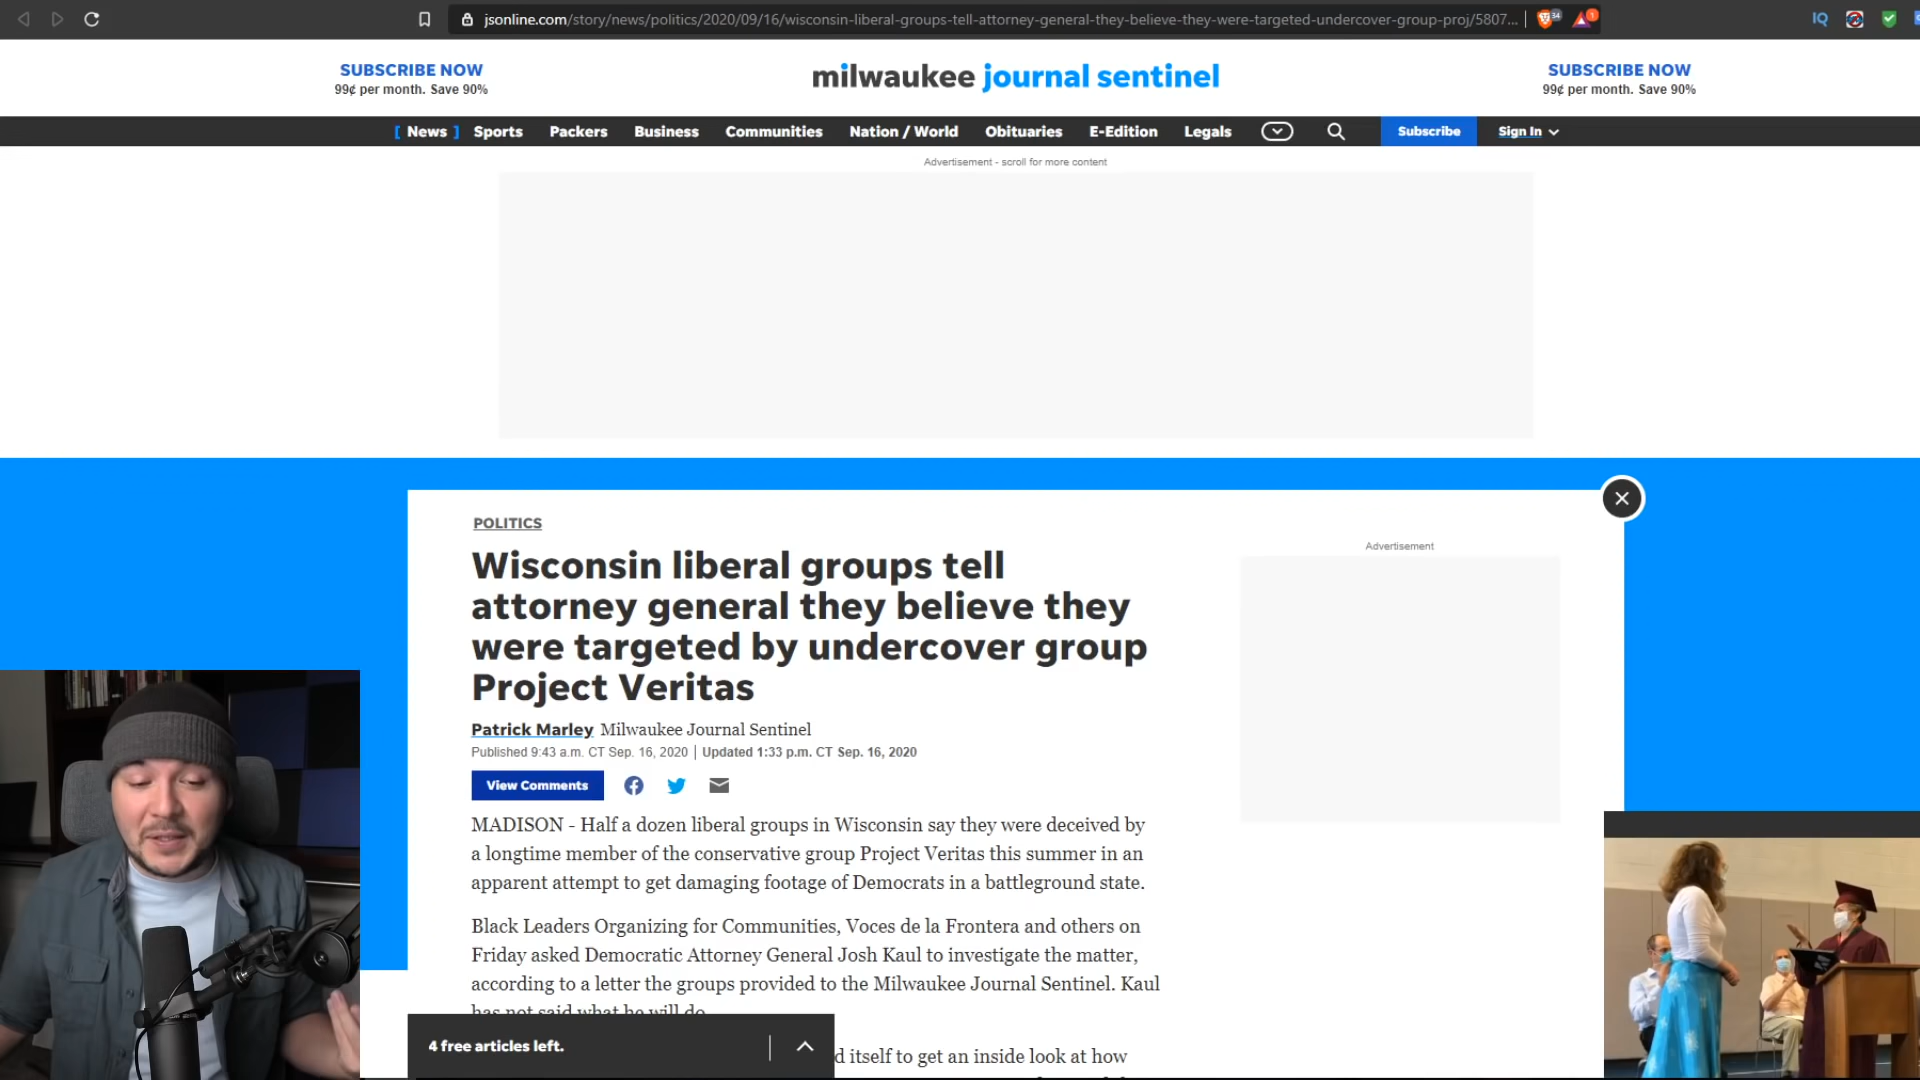 jsonline.com/story/news/politics/2020/09/16/wisconsin-liberal-groups-tell-attorney-general-they-believe-they-were-targeted-undercover-group-proj/5807...
34
1
IQ
SUBSCRIBE NOW
99¢ per month. Save 90%
milwaukee journal sentinel
SUBSCRIBE NOW
99¢ per month. Save 90%
[ News ] Sports Packers Business Communities Nation / World Obituaries E-Edition Legals Subscribe Sign In
Advertisement - scroll for more content
POLITICS
Wisconsin liberal groups tell
attorney general they believe they
were targeted by undercover group
Project Veritas
Advertisement
Patrick Marley Milwaukee Journal Sentinel
Published 9:43 a.m. CT Sep. 16, 2020 | Updated 1:33 p.m. CT Sep. 16, 2020
View Comments
MADISON - Half a dozen liberal groups in Wisconsin say they were deceived by
a longtime member of the conservative group Project Veritas this summer in an
apparent attempt to get damaging footage of Democrats in a battleground state.
Black Leaders Organizing for Communities, Voces de la Frontera and others on
Friday asked Democratic Attorney General Josh Kaul to investigate the matter,
according to a letter the groups provided to the Milwaukee Journal Sentinel. Kaul
has not said what he will do.
4 free articles left.
d itself to get an inside look at how